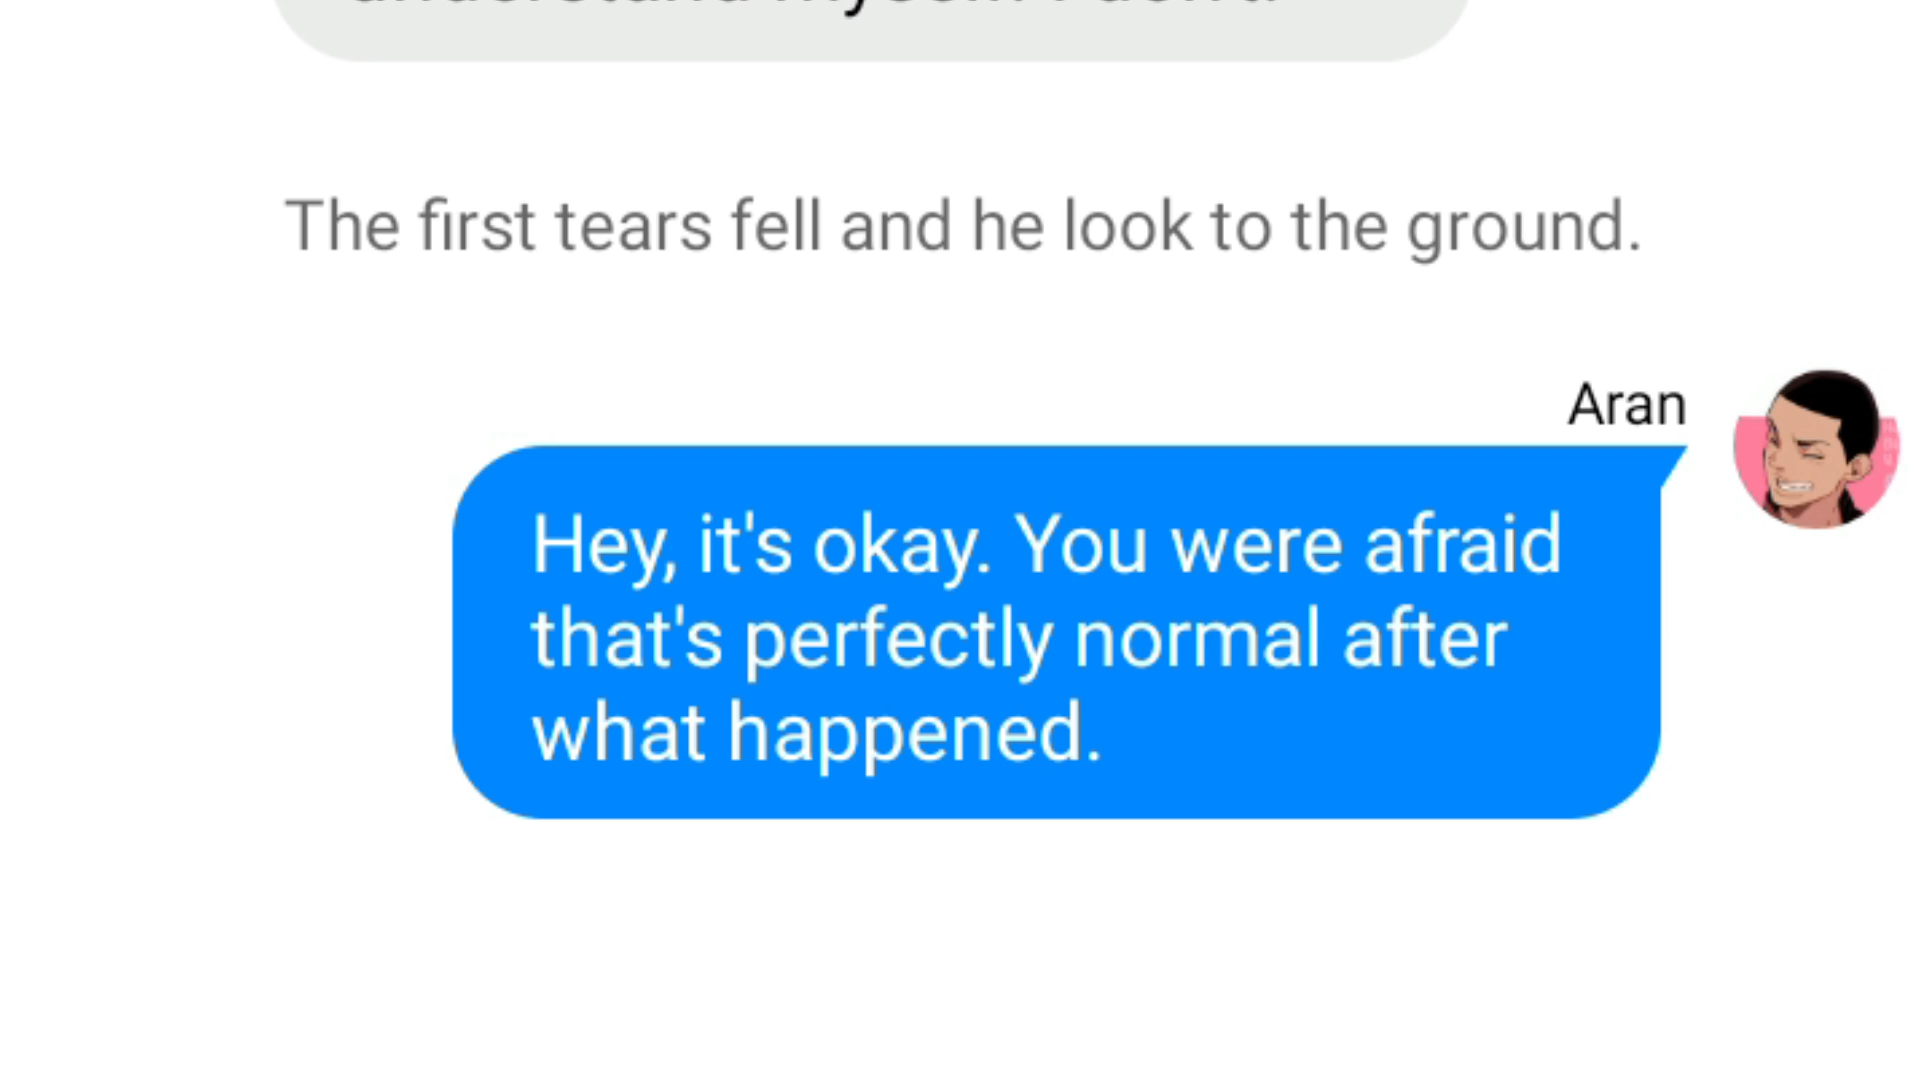 The first tears fell and he look to the ground.
Aran
Hey, it's okay. You were afraid
that's perfectly normal after
what happened.